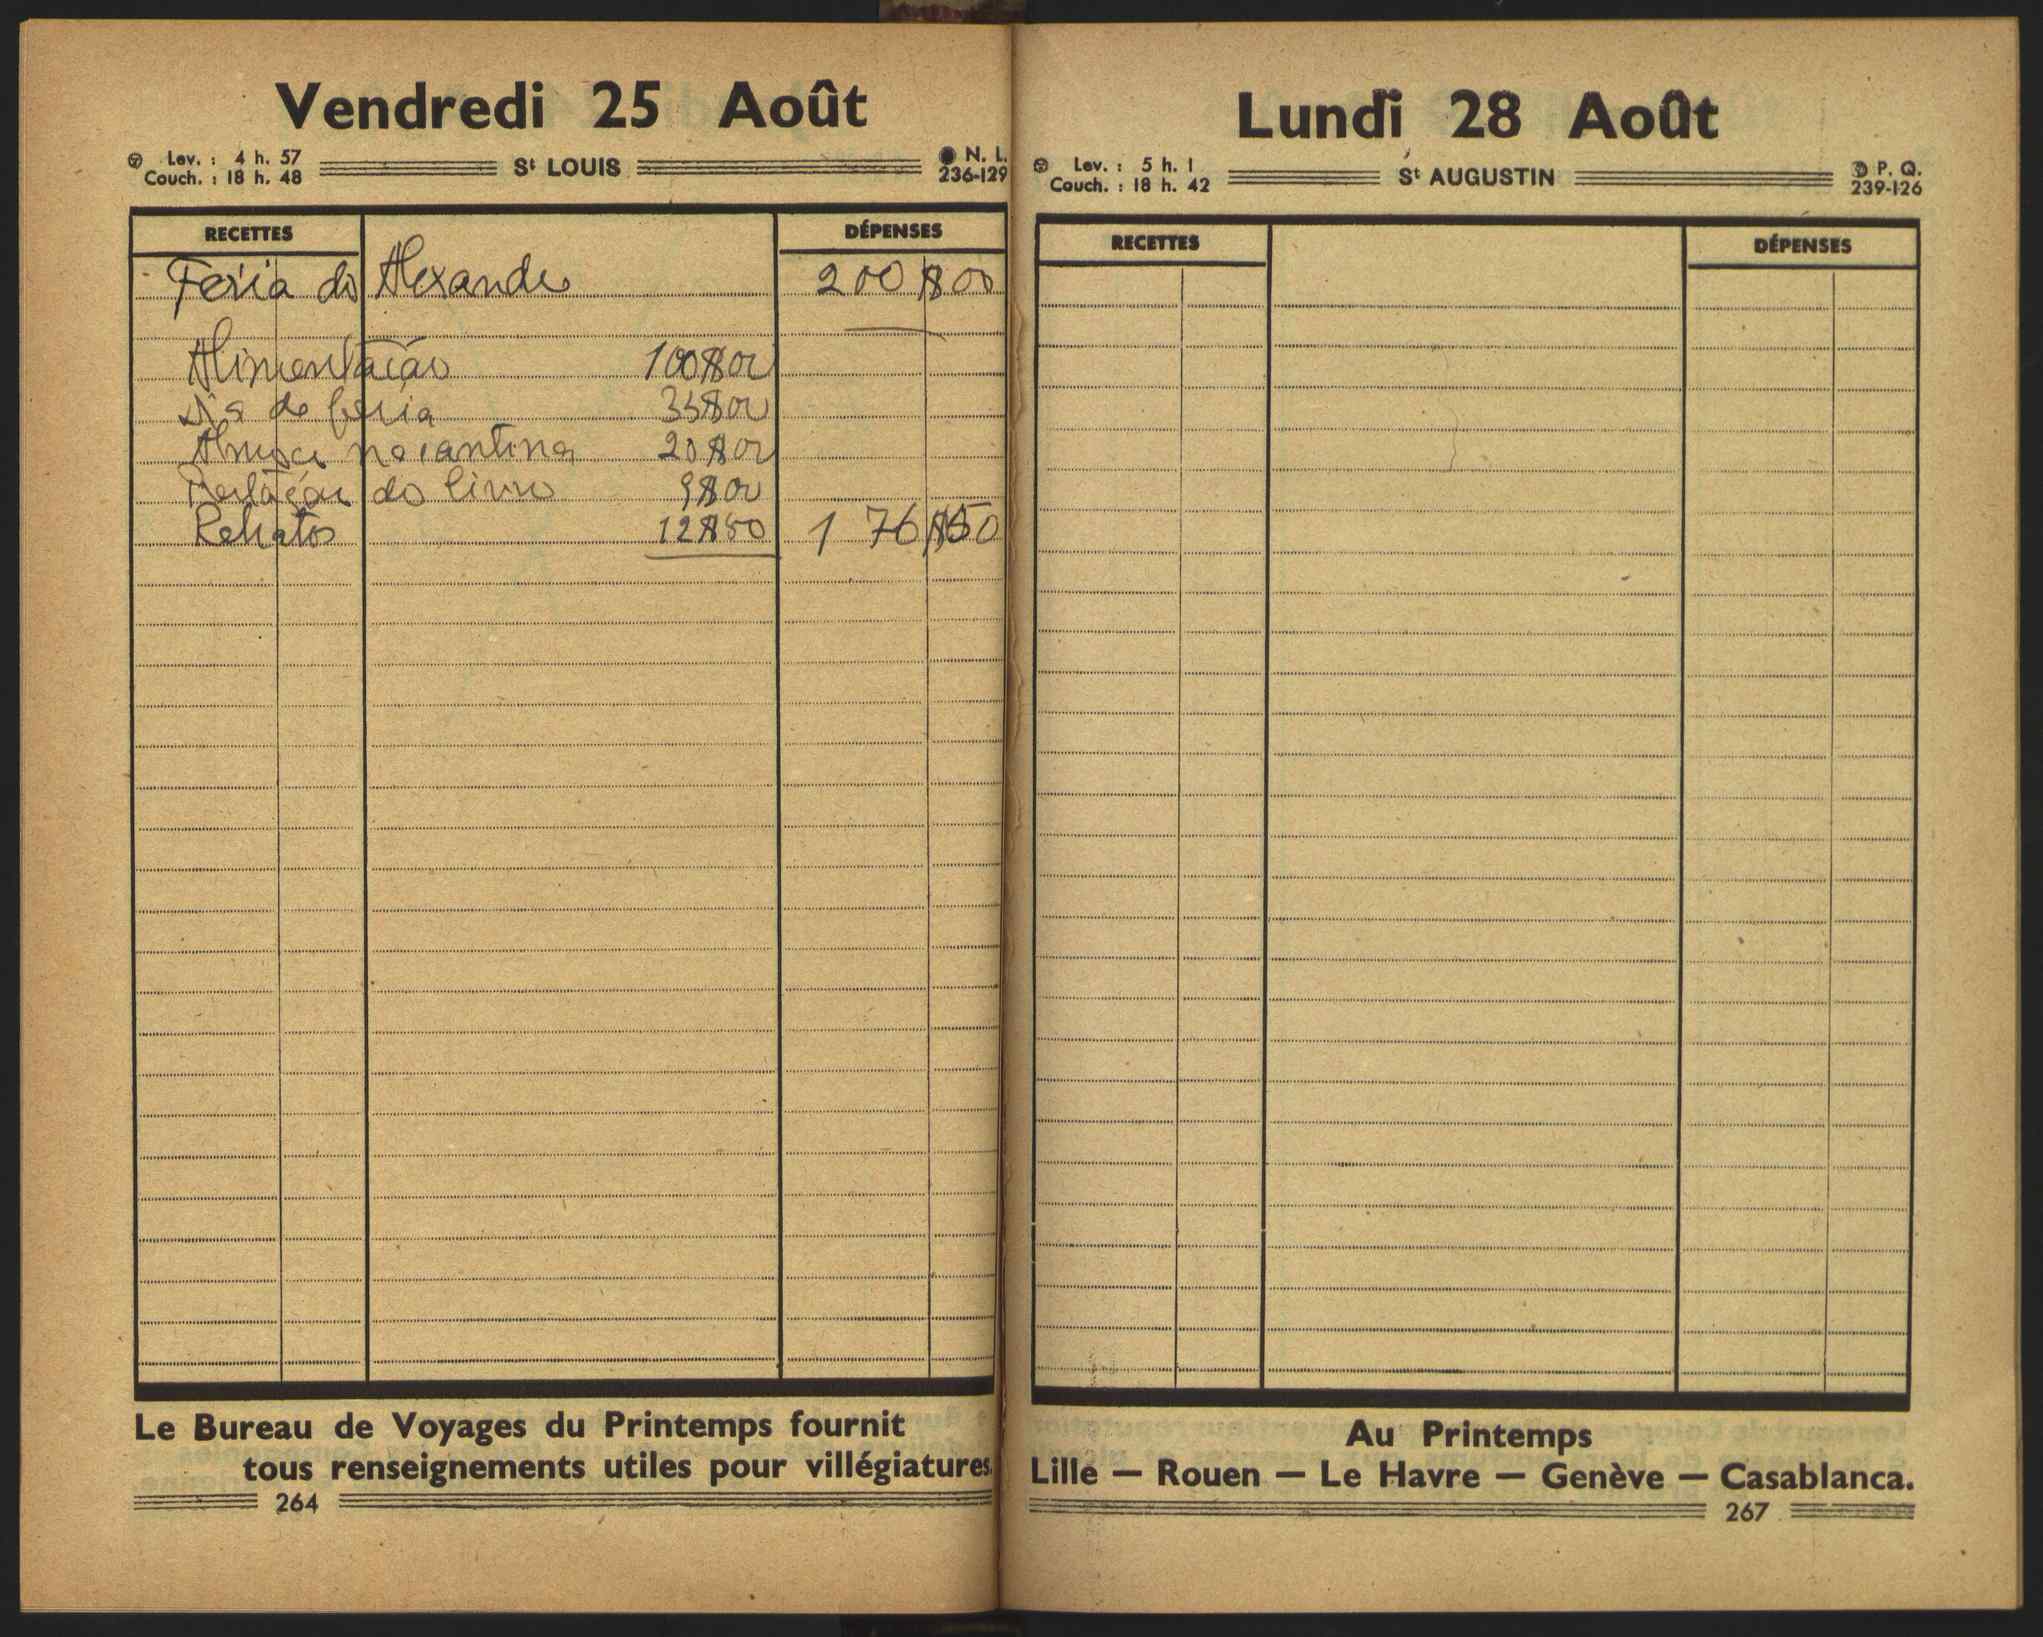 Vendredi 25 Août
Lev. : 4 h. 57
Couch. : 18 h. 48
St LOUIS
N. L.
236-129
RECETTES DÉPENSES
Feria do Alexandre 200$00
Alimentação 100$00
Dia de feria 35$00
Almoço na cantina 20$00
do livro 9$00
Retratos 12$50 176$50
Le Bureau de Voyages du Printemps fournit
tous renseignements utiles pour villégiatures.
264
Lundi 28 Août
Lev. : 5 h. 1
Couch. : 18 h. 42
St AUGUSTIN
P. Q.
239-126
RECETTES DÉPENSES
Au Printemps
Lille — Rouen — Le Havre — Genève — Casablanca.
267